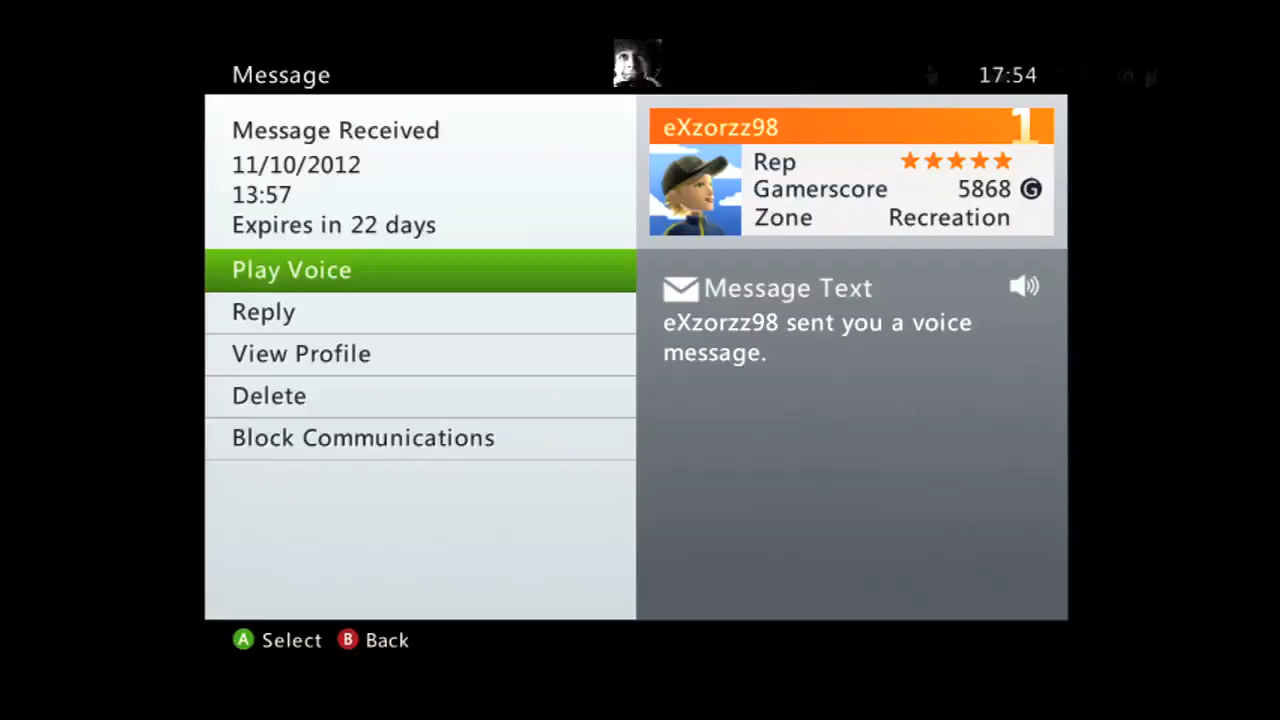 Message
17:54
Message Received
11/10/2012
13:57
Expires in 22 days
Play Voice
Reply
View Profile
Delete
Block Communications
eXzorzz98 1
Rep
Gamerscore 5868 G
Zone Recreation
Message Text
eXzorzz98 sent you a voice
message.
A Select B Back